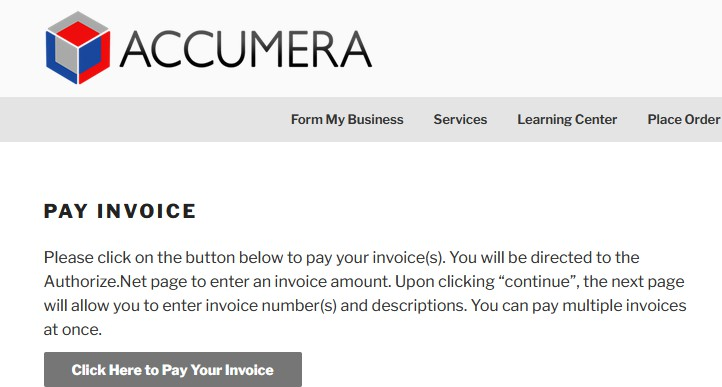 ACCUMERA
Form My Business Services Learning Center Place Order
PAY INVOICE
Please click on the button below to pay your invoice(s). You will be directed to the
Authorize.Net page to enter an invoice amount. Upon clicking “continue”, the next page
will allow you to enter invoice number(s) and descriptions. You can pay multiple invoices
at once.
Click Here to Pay Your Invoice